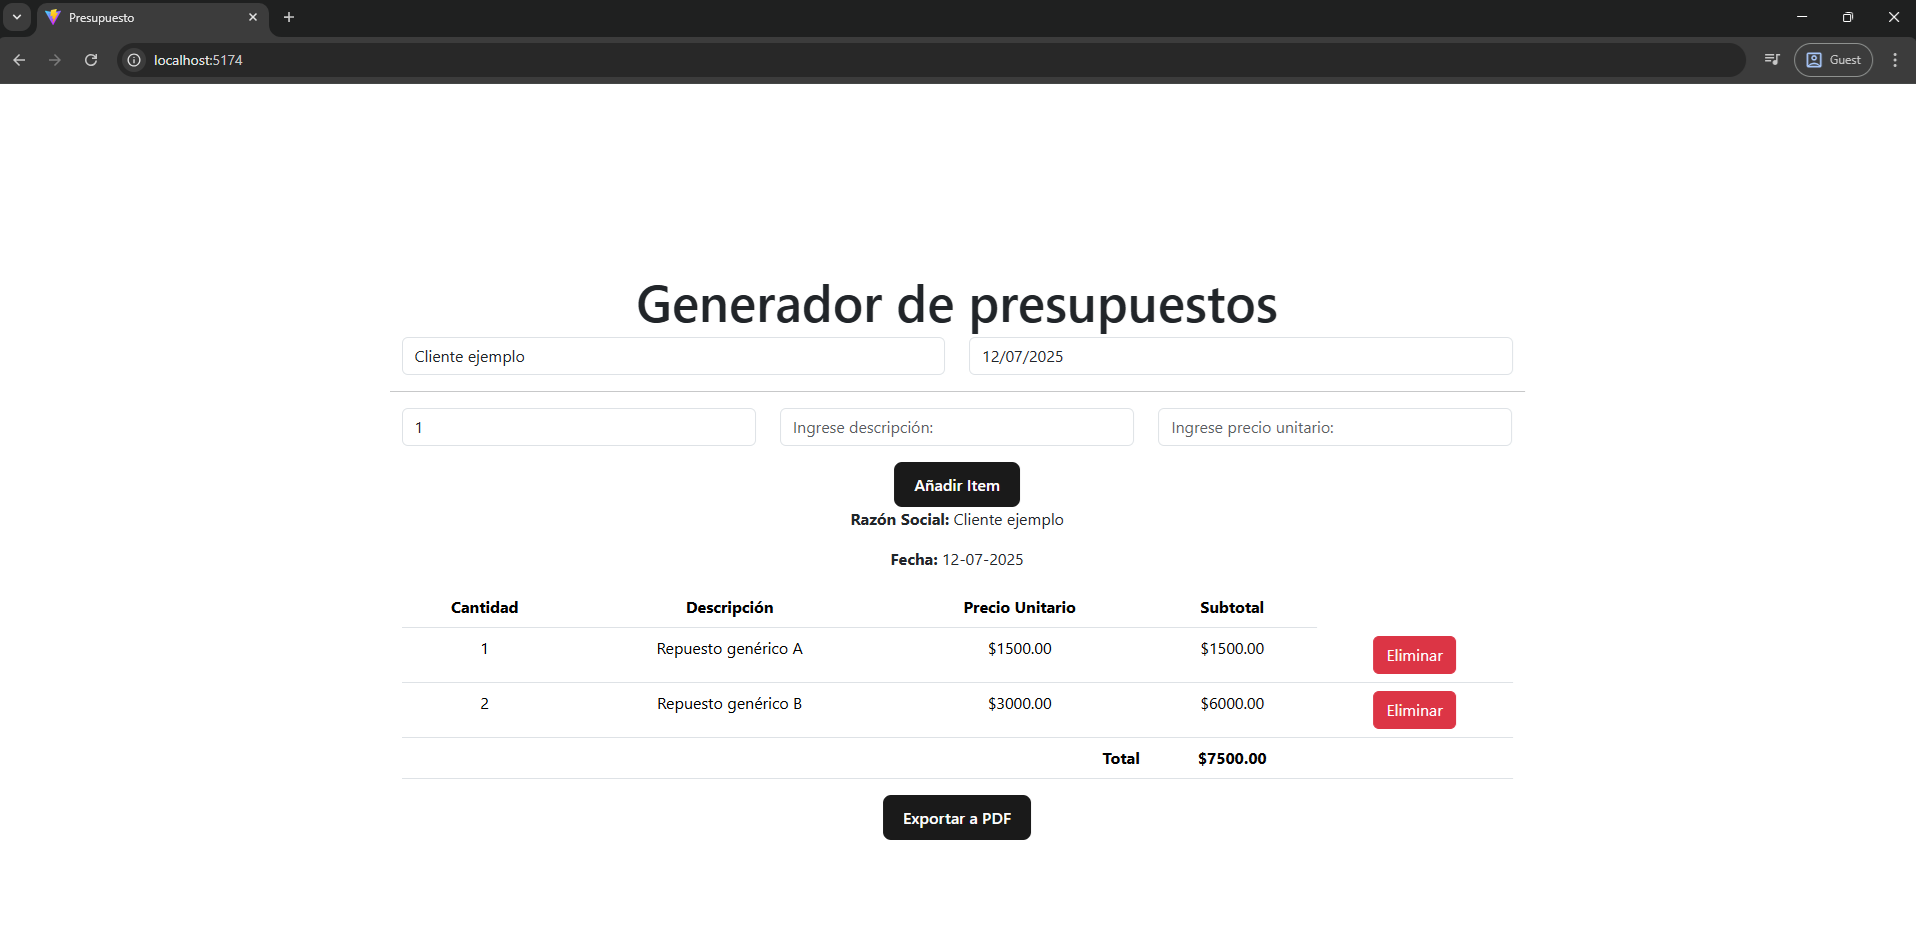 Presupuesto
localhost:5174
Guest
Generador de presupuestos
Cliente ejemplo 12/07/2025
1 Ingrese descripción: Ingrese precio unitario:
Añadir Item
Razón Social: Cliente ejemplo
Fecha: 12-07-2025
Cantidad Descripción Precio Unitario Subtotal
1 Repuesto genérico A $1500.00 $1500.00 Eliminar
2 Repuesto genérico B $3000.00 $6000.00 Eliminar
Total $7500.00
Exportar a PDF